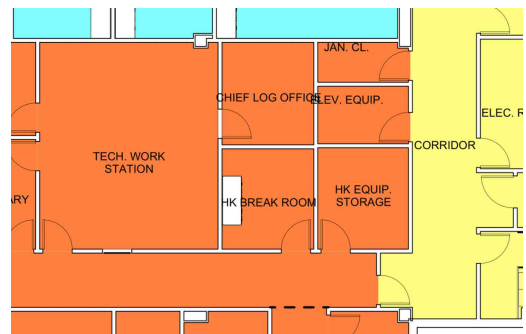 JAN. CL.
CHIEF LOG OFFICE
ELEV. EQUIP.
ELEC. R
CORRIDOR
TECH. WORK
STATION
ARY
HK BREAK ROOM
HK EQUIP.
STORAGE